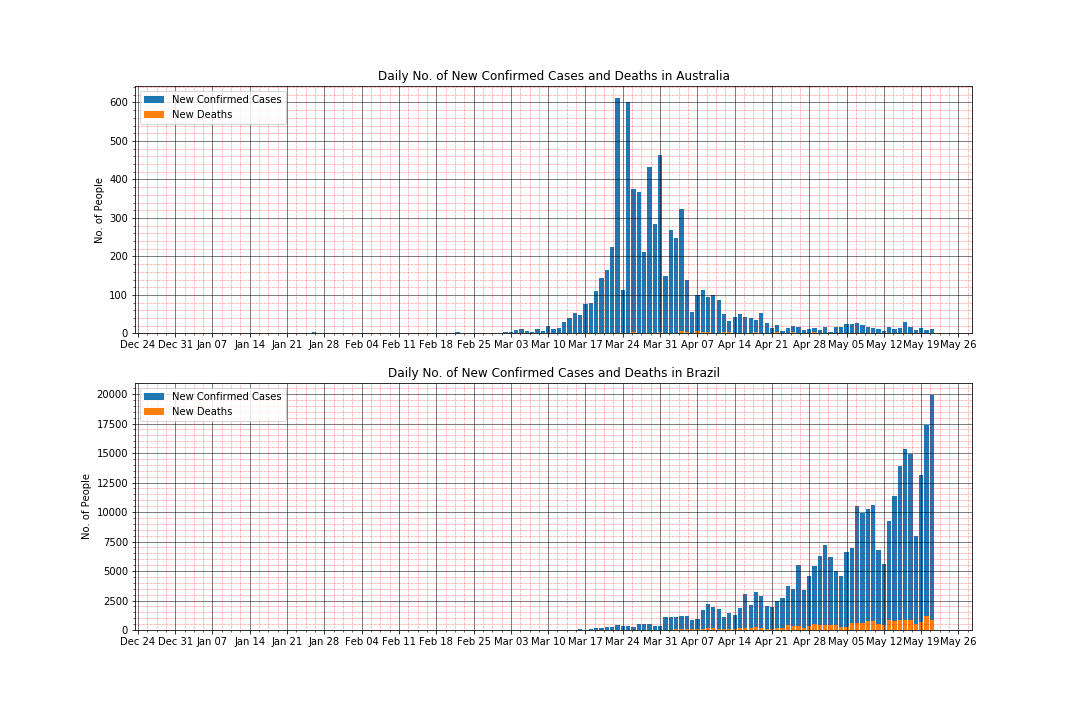 Daily No. of New Confirmed Cases and Deaths in Australia
New Confirmed Cases
New Deaths
No. of People
600
500
400
300
200
100
0
Dec 24 Dec 31 Jan 07 Jan 14 Jan 21 Jan 28 Feb 04 Feb 11 Feb 18 Feb 25 Mar 03 Mar 10 Mar 17 Mar 24 Mar 31 Apr 07 Apr 14 Apr 21 Apr 28 May 05 May 12 May 19 May 26
Daily No. of New Confirmed Cases and Deaths in Brazil
New Confirmed Cases
New Deaths
No. of People
20000
17500
15000
12500
10000
7500
5000
2500
0
Dec 24 Dec 31 Jan 07 Jan 14 Jan 21 Jan 28 Feb 04 Feb 11 Feb 18 Feb 25 Mar 03 Mar 10 Mar 17 Mar 24 Mar 31 Apr 07 Apr 14 Apr 21 Apr 28 May 05 May 12 May 19 May 26